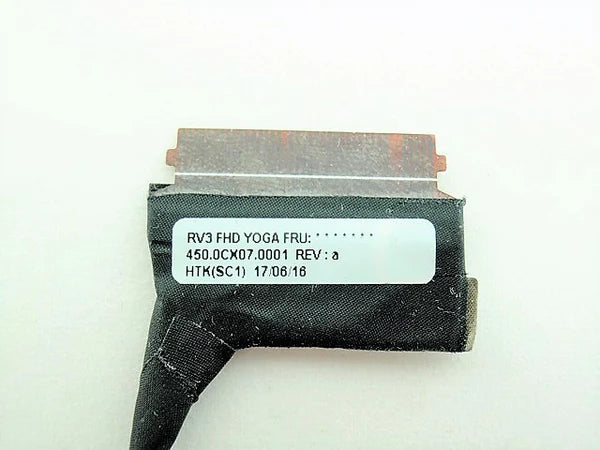 RV3 FHD YOGA FRU: * * * * * * *
450.0CX07.0001 REV : a
HTK(SC1) 17/06/16